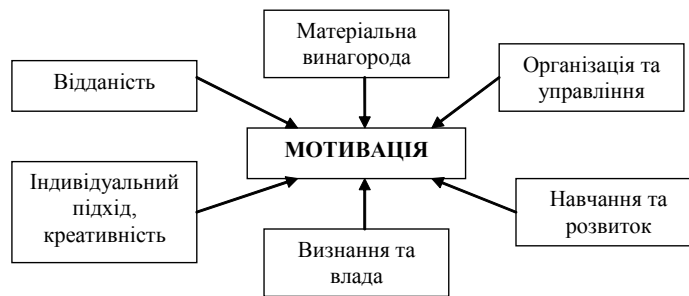 Матеріальна
винагорода
Відданість
Організація та
управління
МОТИВАЦІЯ
Індивідуальний
підхід,
креативність
Навчання та
розвиток
Визнання та
влада